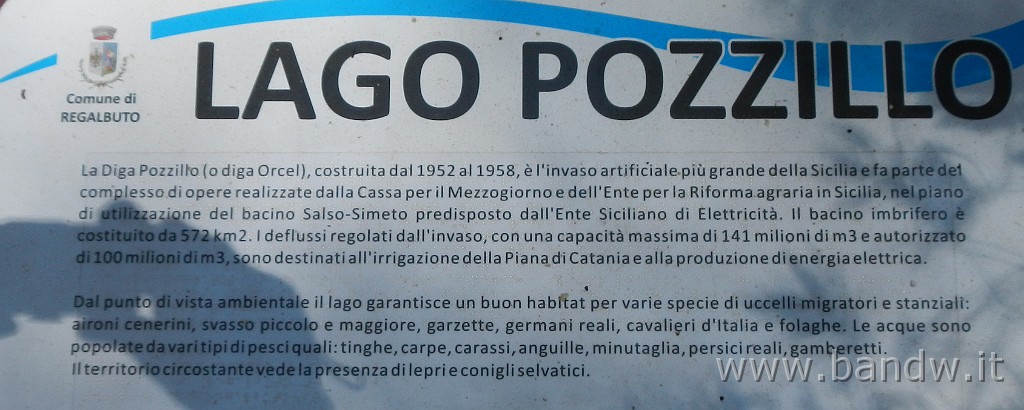 LAGO POZZILLO
Comune di
REGALBUTO
La Diga Pozzillo (o diga Orcel), costruita dal 1952 al 1958, è l'invaso artificiale più grande della Sicilia e fa parte del
complesso di opere realizzate dalla Cassa per il Mezzogiorno e dell'Ente per la Riforma agraria in Sicilia, nel piano
di utilizzazione del bacino Salso-Simeto predisposto dall'Ente Siciliano di Elettricità. Il bacino imbrifero è
costituito da 572 km2. I deflussi regolati dall'invaso, con una capacità massima di 141 milioni di m3 e autorizzato
di 100 milioni di m3, sono destinati all'irrigazione della Piana di Catania e alla produzione di energia elettrica.
Dal punto di vista ambientale il lago garantisce un buon habitat per varie specie di uccelli migratori e stanziali:
aironi cenerini, svasso piccolo e maggiore, garzette, germani reali, cavalieri d'Italia e folaghe. Le acque sono
popolate da vari tipi di pesci quali: tinghe, carpe, carassi, anguille, minutaglia, persici reali, gamberetti.
Il territorio circostante vede la presenza di lepri e conigli selvatici.
www.bandw.it